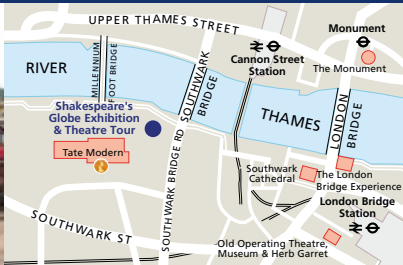 UPPER THAMES STREET
Monument
The Monument
Cannon Street
Station
RIVER
MILLENNIUM
FOOT BRIDGE
SOUTHWARK
BRIDGE
THAMES
LONDON
BRIDGE
Shakespeare's
Globe Exhibition
& Theatre Tour
Tate Modern
SOUTHWARK BRIDGE RD
Southwark
Cathedral
The London
Bridge Experience
London Bridge
Station
SOUTHWARK ST
Old Operating Theatre,
Museum & Herb Garret